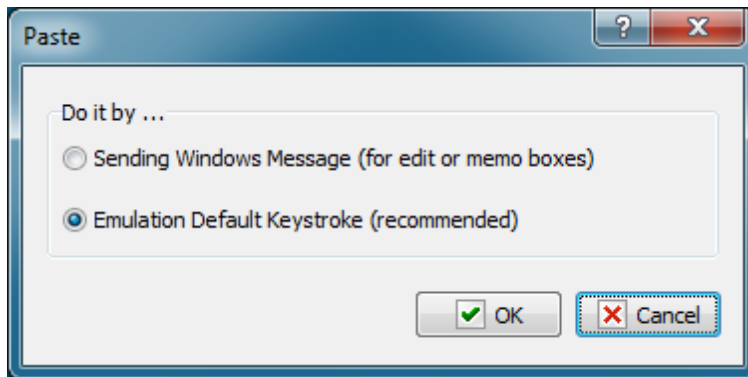 Paste
?
Do it by ...
Sending Windows Message (for edit or memo boxes)
Emulation Default Keystroke (recommended)
OK
Cancel